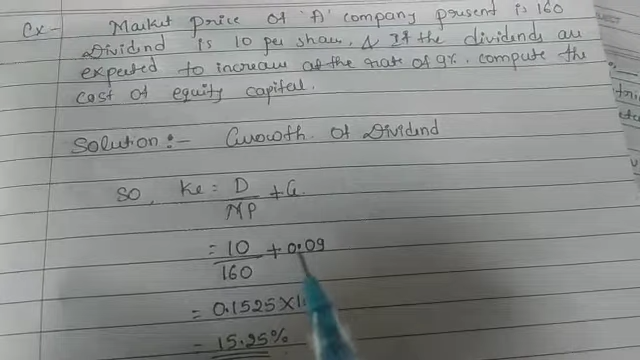 Ex- Market price of 'A' company present is 160
Dividend is 10 per share, & If the dividends are
expected to increase at the rate of 9%. compute the
cost of equity capital.
Solution:- Growth of Dividend
SO, Ke = D/MP + G.
= 10/160 + 0.09
= 0.1525 X 1
= 15.25%